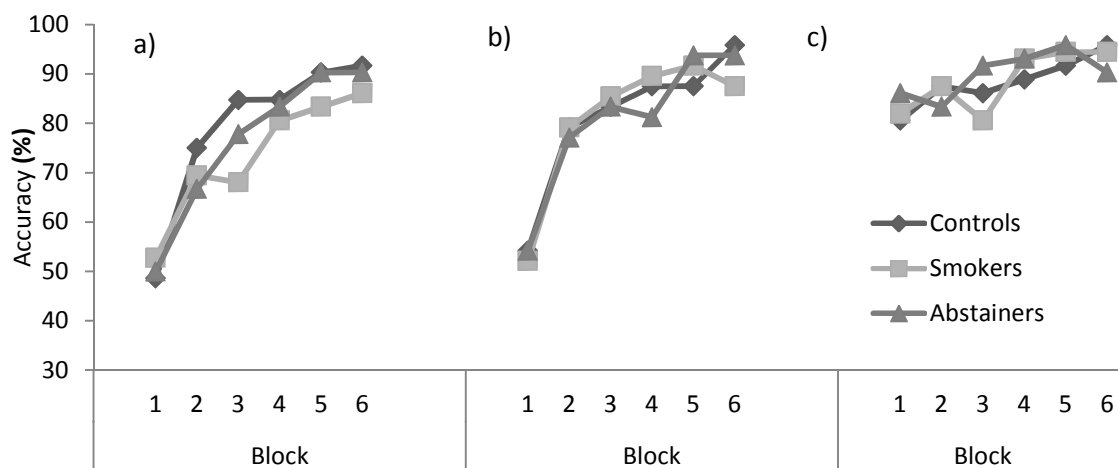 Accuracy (%)
100
90
80
70
60
50
40
30
a)
b)
c)
Controls
Smokers
Abstainers
1 2 3 4 5 6 1 2 3 4 5 6 1 2 3 4 5 6
Block Block Block